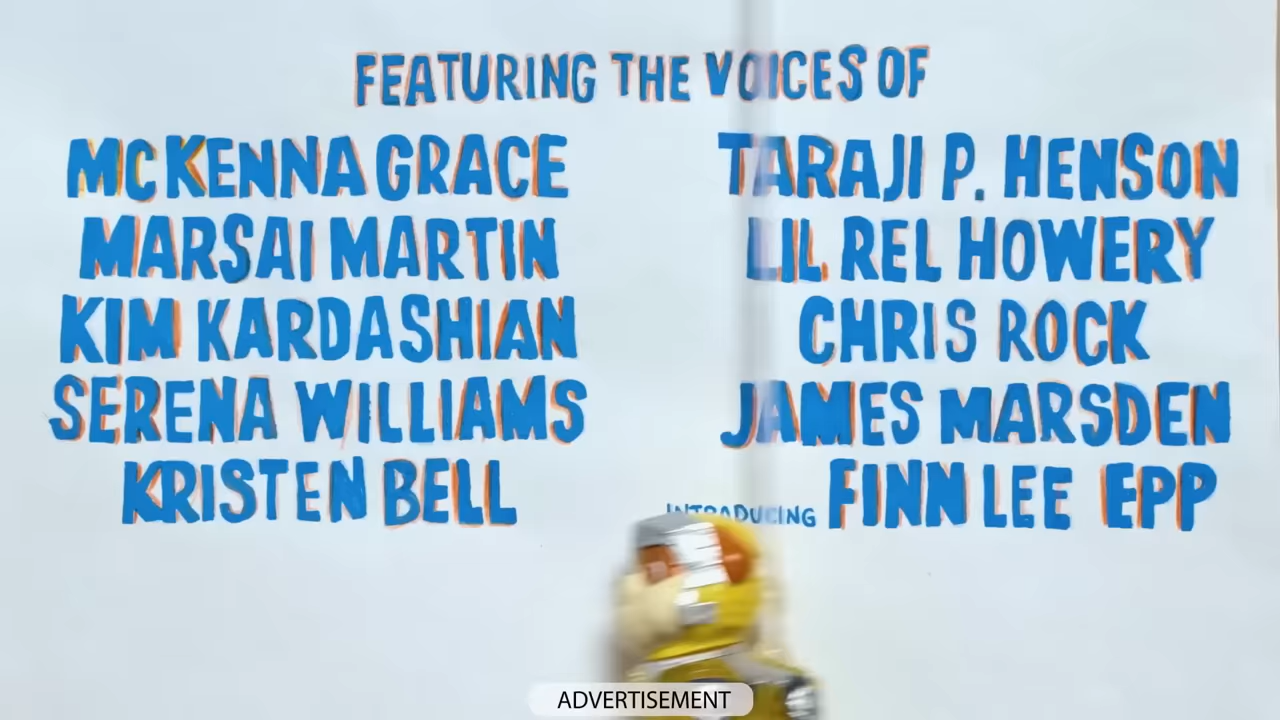 FEATURING THE VOICES OF
MCKENNA GRACE
MARSAI MARTIN
KIM KARDASHIAN
SERENA WILLIAMS
KRISTEN BELL
TARAJI P. HENSON
LIL REL HOWERY
CHRIS ROCK
JAMES MARSDEN
INTRODUCING FINN LEE EPP
ADVERTISEMENT